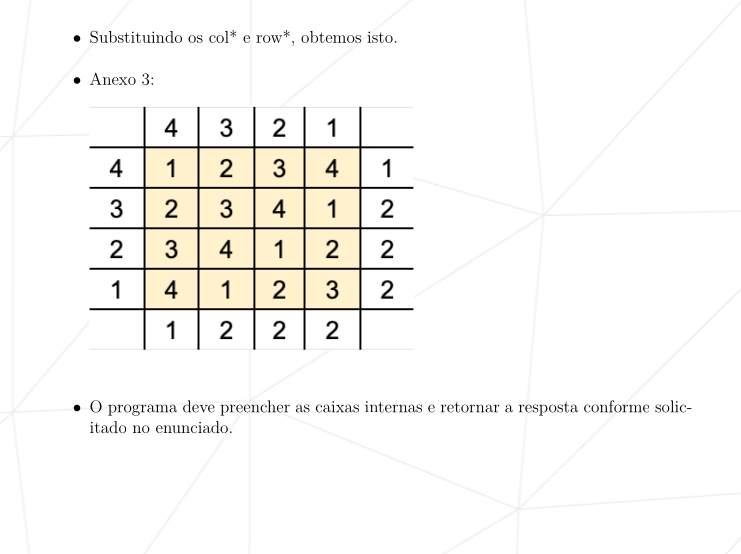 • Substituindo os col* e row*, obtemos isto.
• Anexo 3:
4 3 2 1
4 1 2 3 4 1
3 2 3 4 1 2
2 3 4 1 2 2
1 4 1 2 3 2
1 2 2 2
• O programa deve preencher as caixas internas e retornar a resposta conforme solic-
itado no enunciado.